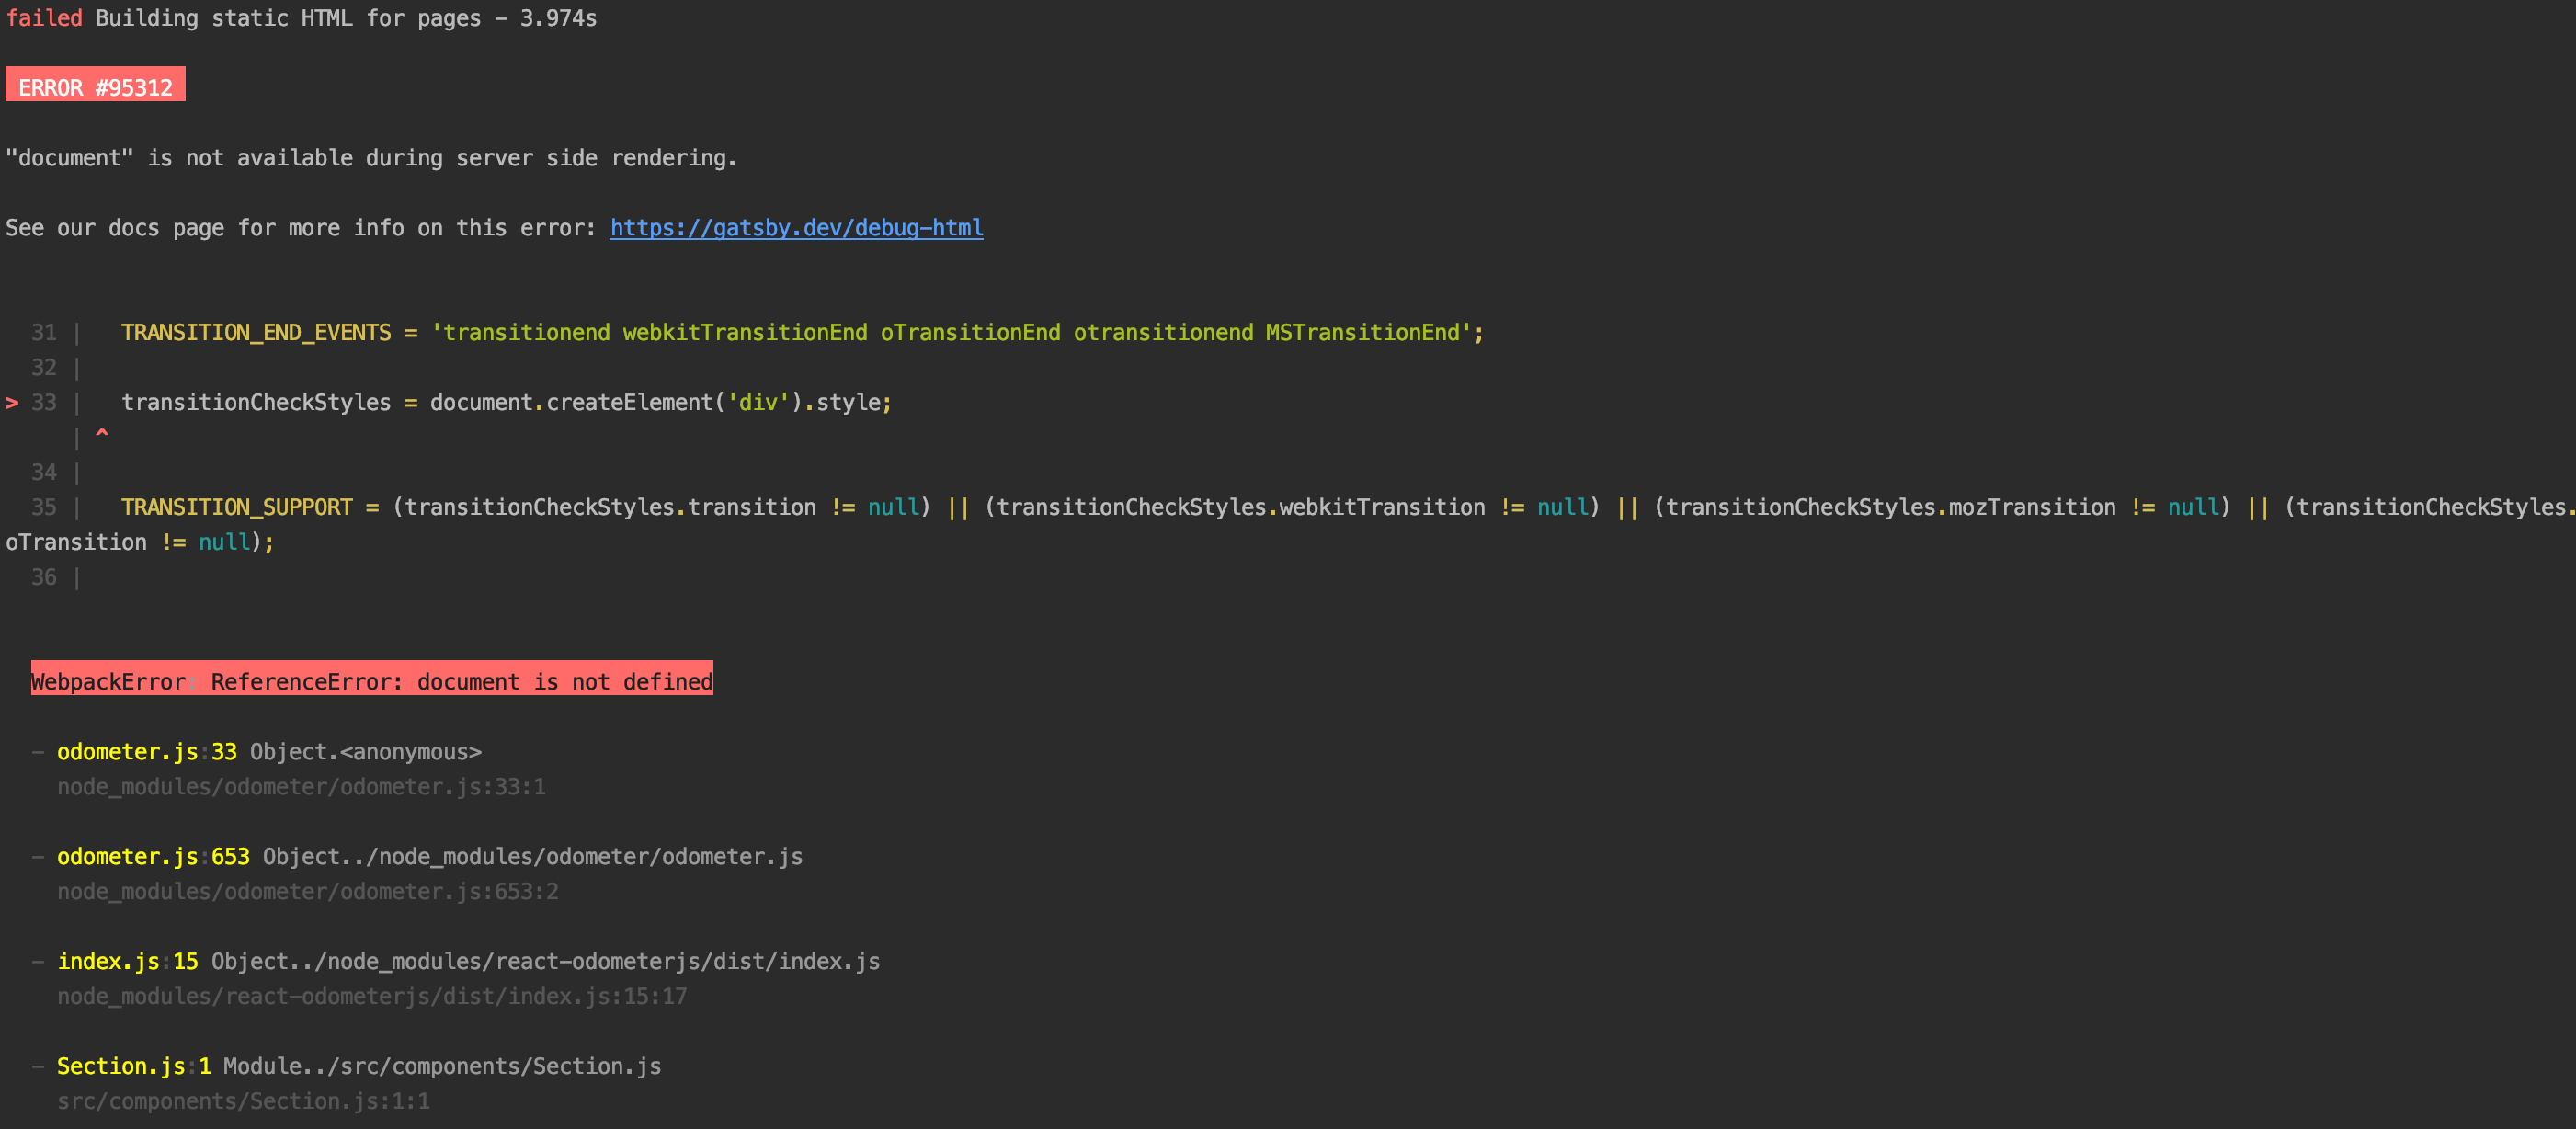 failed Building static HTML for pages - 3.974s
ERROR #95312
"document" is not available during server side rendering.
See our docs page for more info on this error: https://gatsby.dev/debug-html
31 |   TRANSITION_END_EVENTS = 'transitionend webkitTransitionEnd oTransitionEnd otransitionend MSTransitionEnd';
32 |
> 33 |   transitionCheckStyles = document.createElement('div').style;
| ^
34 |
35 |   TRANSITION_SUPPORT = (transitionCheckStyles.transition != null) || (transitionCheckStyles.webkitTransition != null) || (transitionCheckStyles.mozTransition != null) || (transitionCheckStyles.
oTransition != null);
36 |
WebpackError: ReferenceError: document is not defined
- odometer.js:33 Object.<anonymous>
node_modules/odometer/odometer.js:33:1
- odometer.js:653 Object../node_modules/odometer/odometer.js
node_modules/odometer/odometer.js:653:2
- index.js:15 Object../node_modules/react-odometerjs/dist/index.js
node_modules/react-odometerjs/dist/index.js:15:17
- Section.js:1 Module../src/components/Section.js
src/components/Section.js:1:1